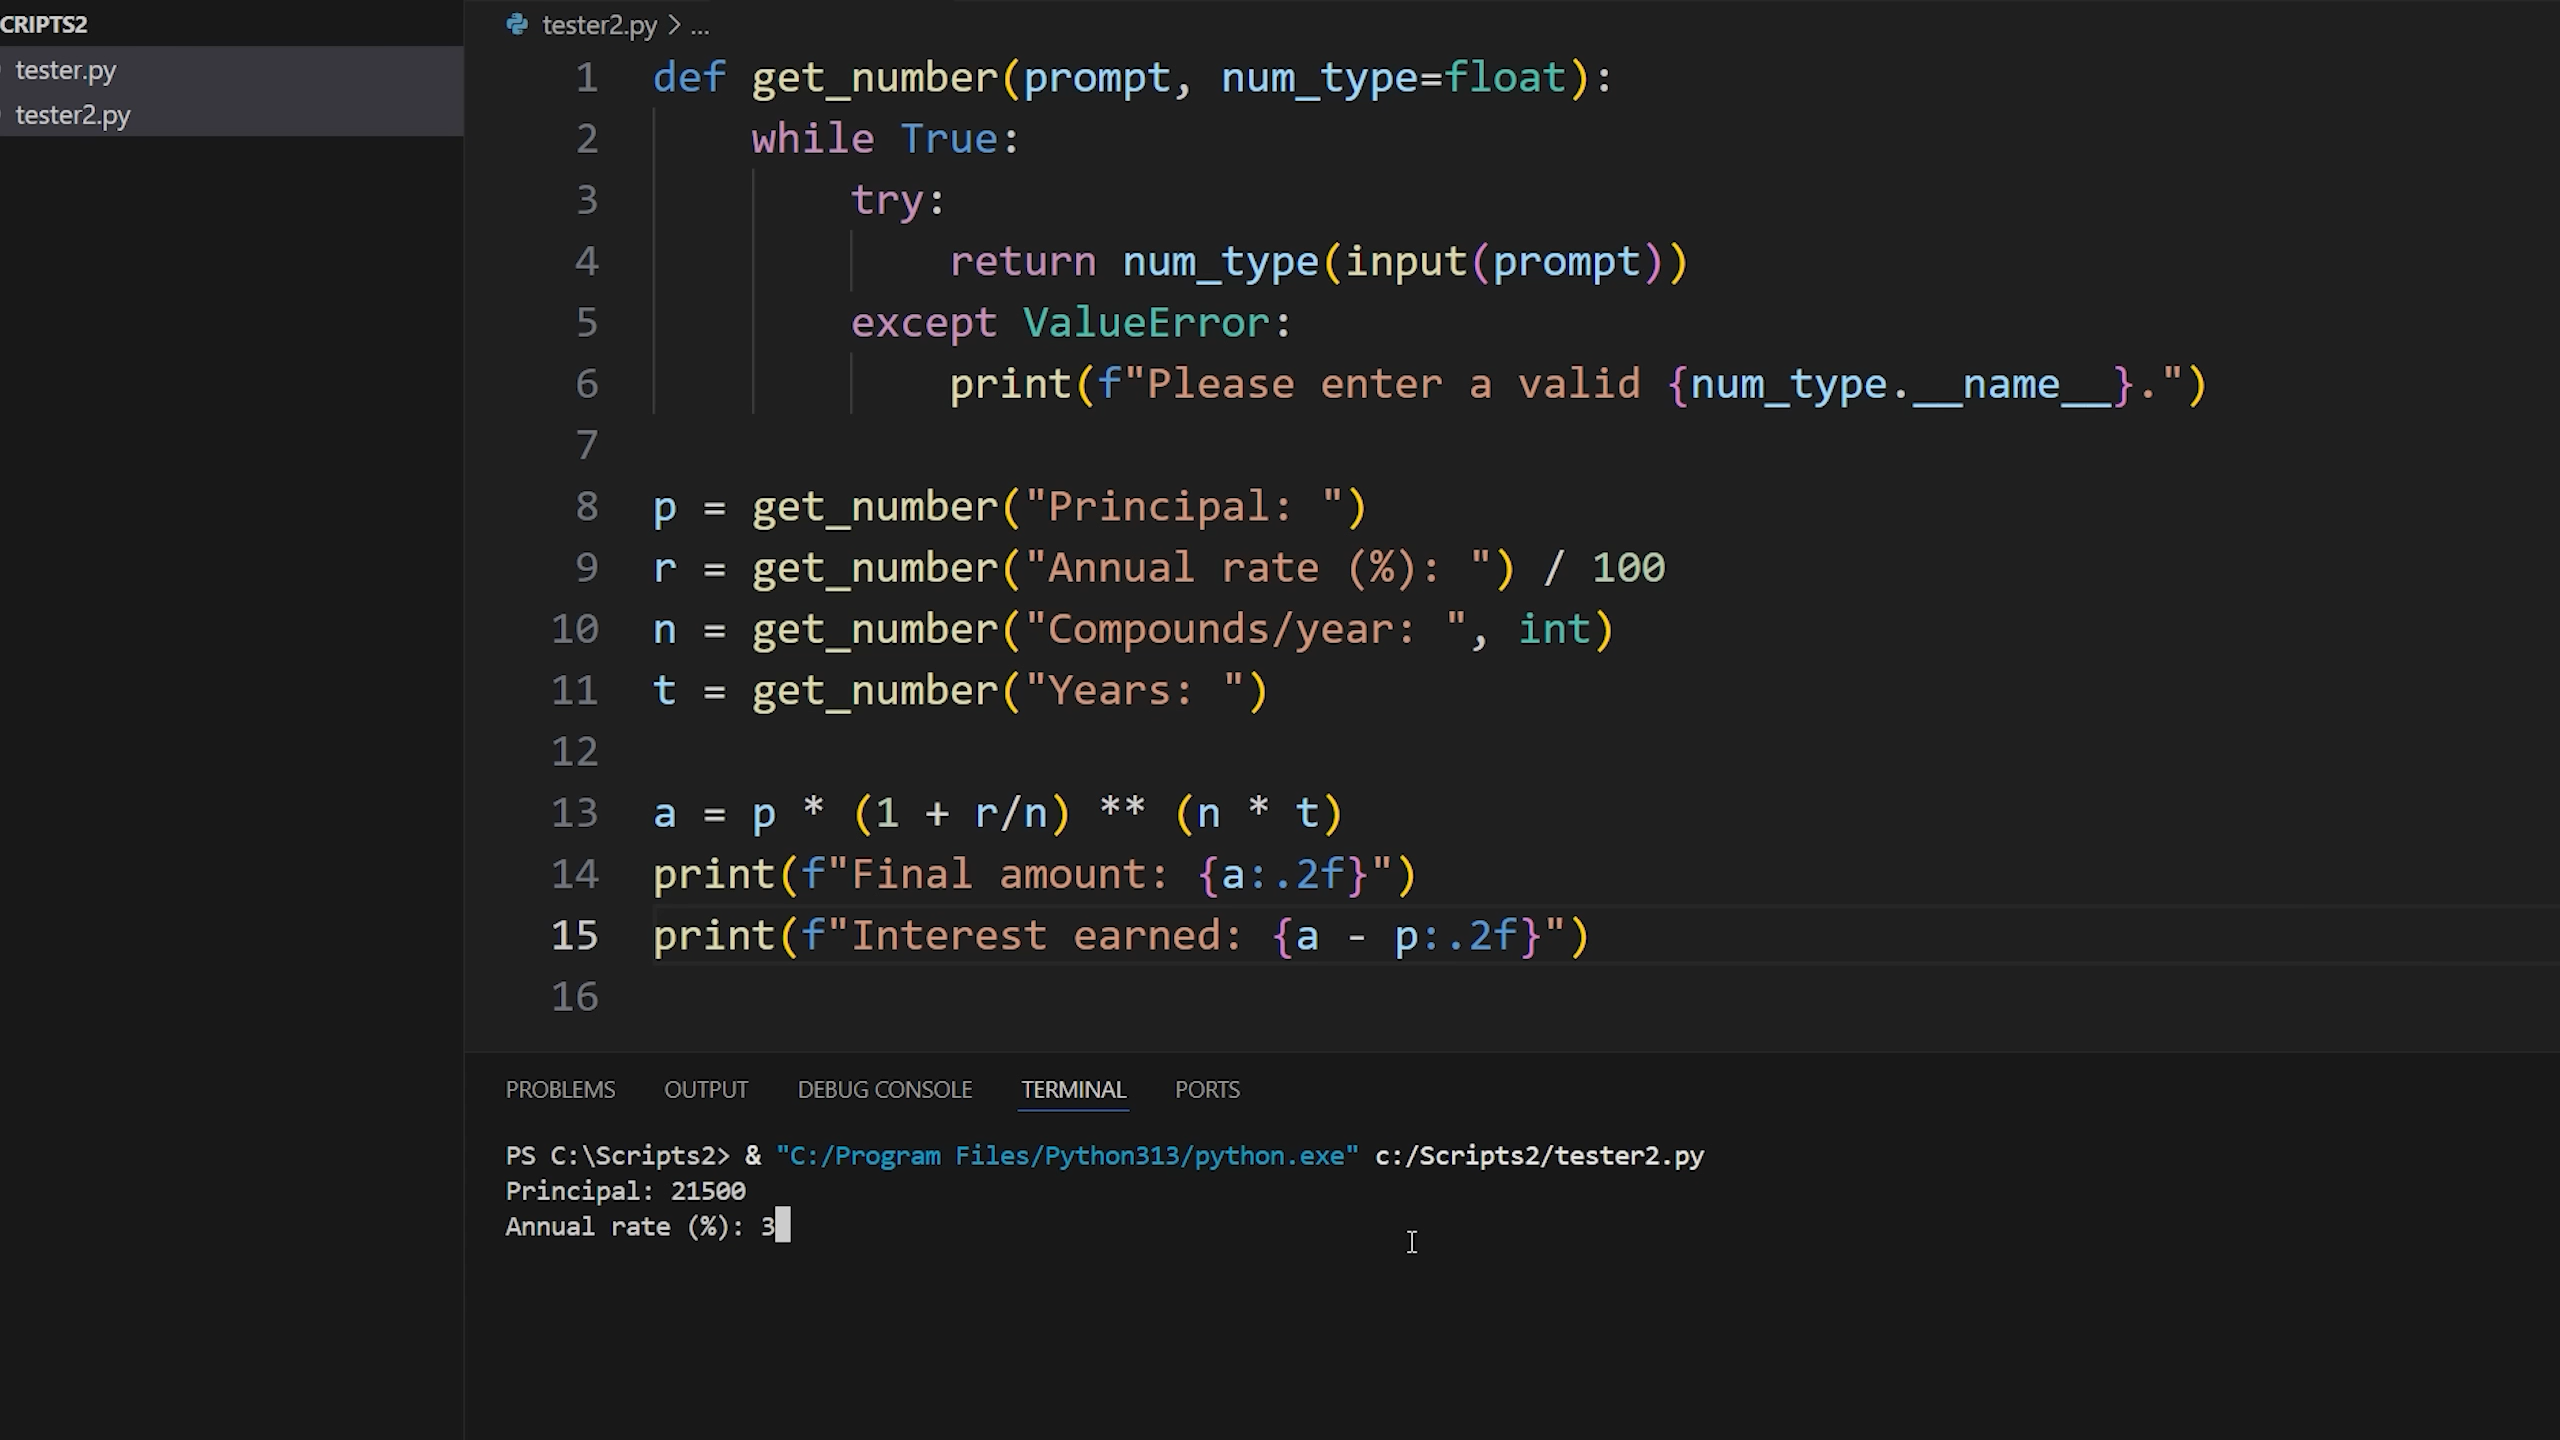 CRIPTS2
tester.py
tester2.py
tester2.py > ...
1 def get_number(prompt, num_type=float):
2     while True:
3         try:
4             return num_type(input(prompt))
5         except ValueError:
6             print(f"Please enter a valid {num_type.__name__}.")
7
8 p = get_number("Principal: ")
9 r = get_number("Annual rate (%): ") / 100
10 n = get_number("Compounds/year: ", int)
11 t = get_number("Years: ")
12
13 a = p * (1 + r/n) ** (n * t)
14 print(f"Final amount: {a:.2f}")
15 print(f"Interest earned: {a - p:.2f}")
16
PROBLEMS OUTPUT DEBUG CONSOLE TERMINAL PORTS
PS C:\Scripts2> & "C:/Program Files/Python313/python.exe" c:/Scripts2/tester2.py
Principal: 21500
Annual rate (%): 3